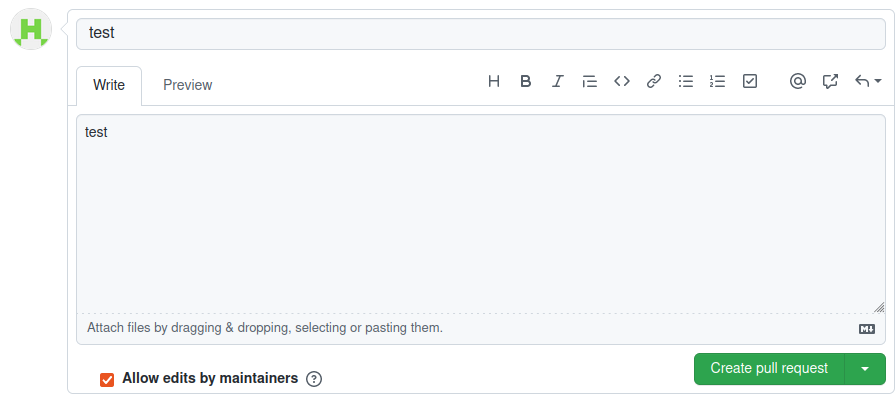 test
Write Preview
test
Attach files by dragging & dropping, selecting or pasting them.
Allow edits by maintainers
Create pull request